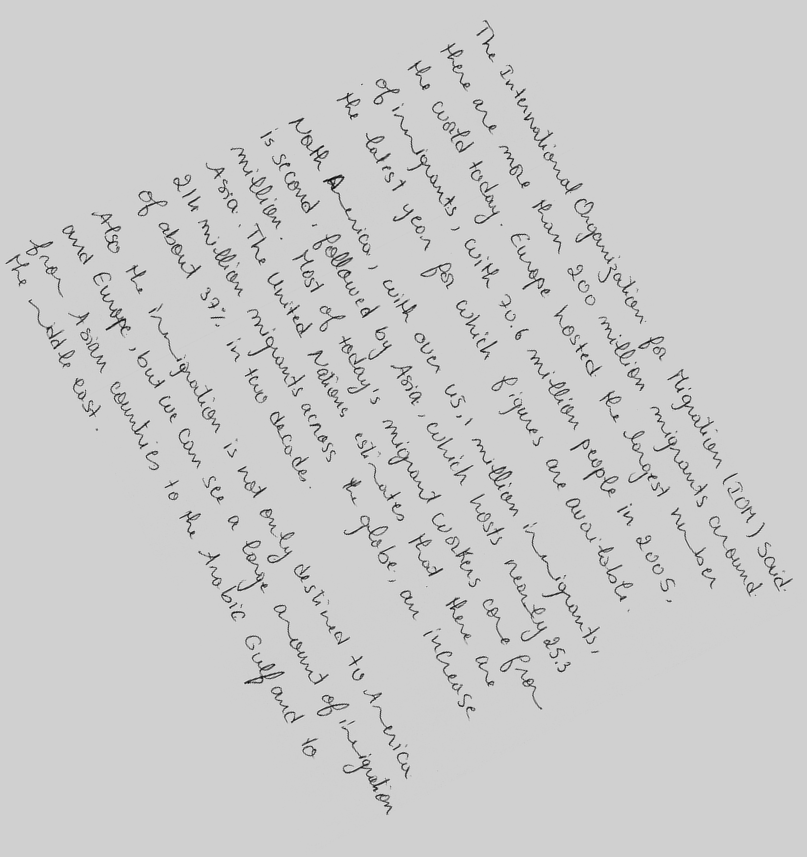 The International Organization for Migration (IOM) said
there are more than 200 million migrants around
the world today. Europe hosted the largest number
of immigrants, with 70.6 million people in 2005,
the latest year for which figures are available.
North America, with over 45,1 million immigrants,
is second, followed by Asia, which hosts nearly 25.3
million. Most of today's migrant workers come from
Asia. The United Nations estimates that there are
214 million migrants across the globe, an increase
of about 37% in two decades.
Also the immigration is not only destined to America
and Europe, but we can see a large amount of immigration
from Asian countries to the Arabic Gulf and to
the middle east.